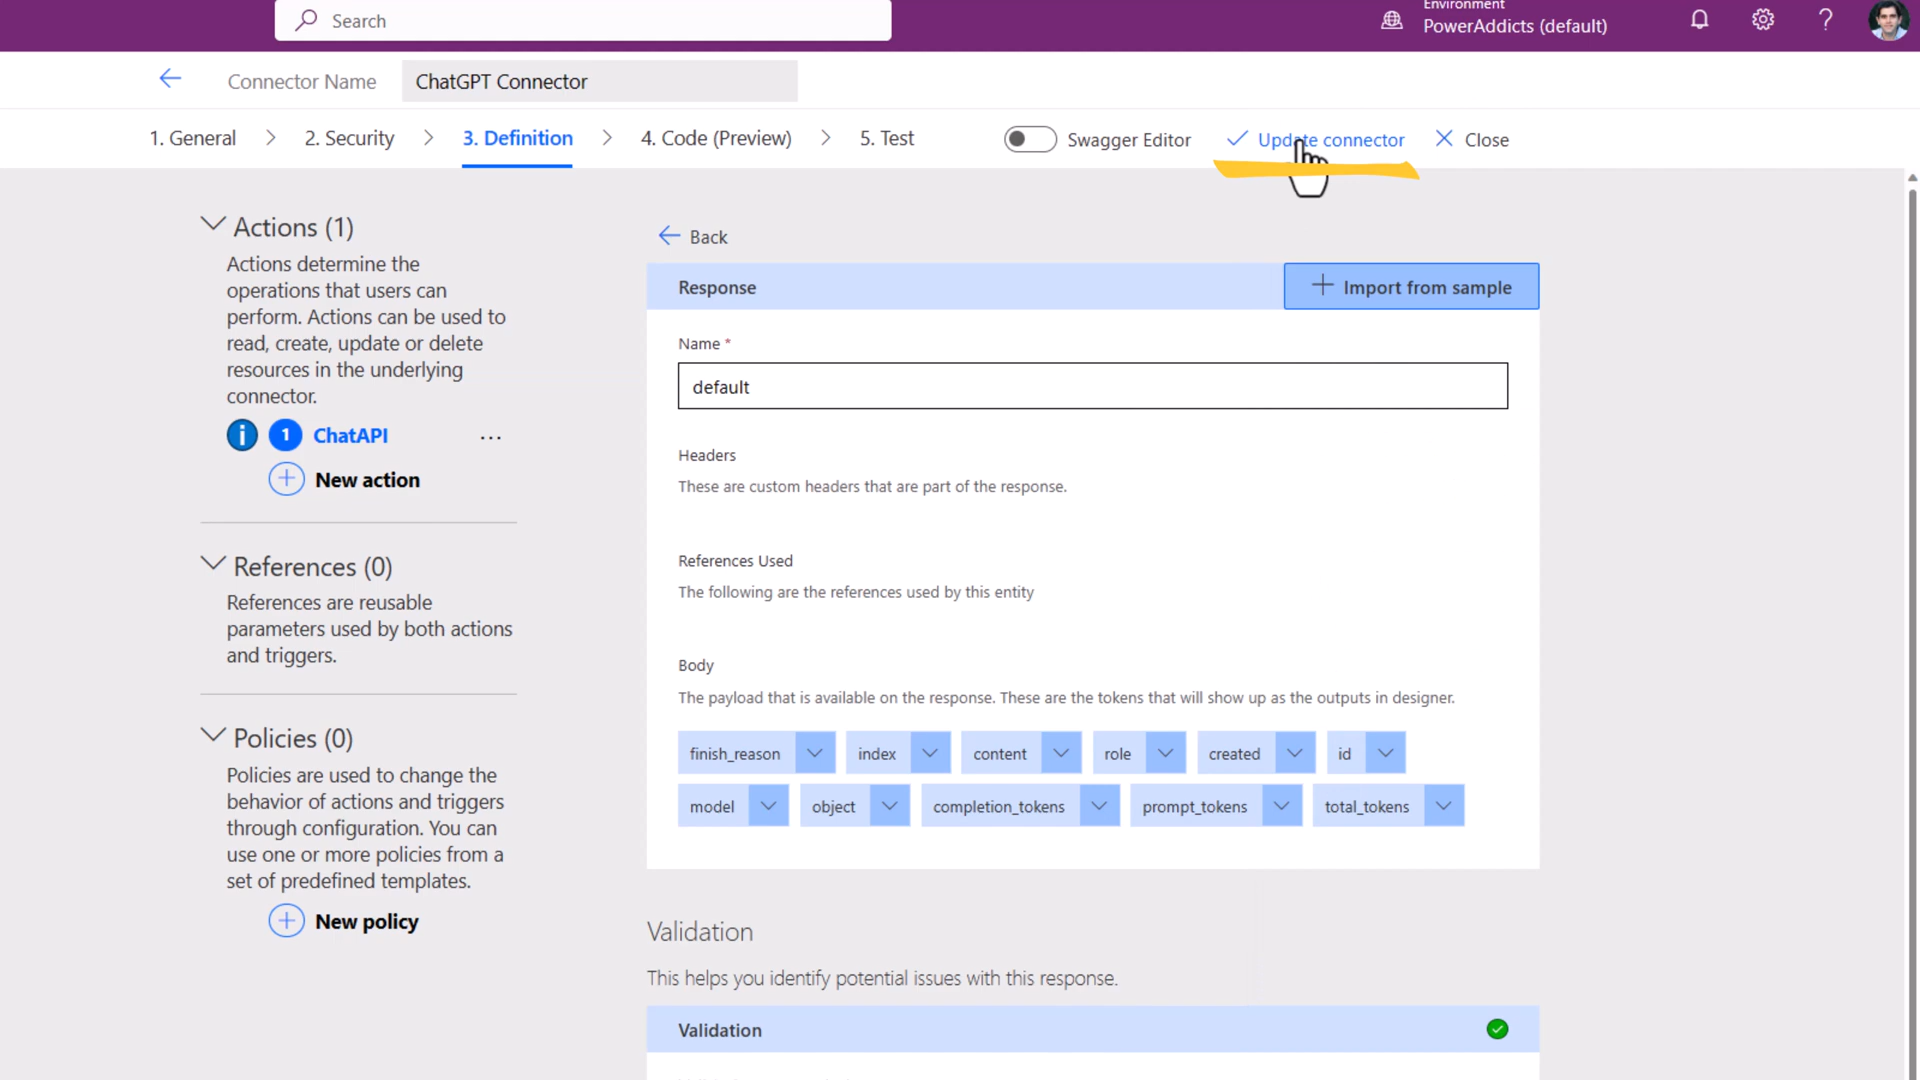 Search
Environment
PowerAddicts (default)
?
Connector Name
ChatGPT Connector
1. General
2. Security
3. Definition
4. Code (Preview)
5. Test
Swagger Editor
Update connector
Close
Actions (1)
Actions determine the
operations that users can
perform. Actions can be used to
read, create, update or delete
resources in the underlying
connector.
i 1 ChatAPI ...
New action
References (0)
References are reusable
parameters used by both actions
and triggers.
Policies (0)
Policies are used to change the
behavior of actions and triggers
through configuration. You can
use one or more policies from a
set of predefined templates.
New policy
Back
Response
Import from sample
Name *
default
Headers
These are custom headers that are part of the response.
References Used
The following are the references used by this entity
Body
The payload that is available on the response. These are the tokens that will show up as the outputs in designer.
finish_reason index content role created id
model object completion_tokens prompt_tokens total_tokens
Validation
This helps you identify potential issues with this response.
Validation